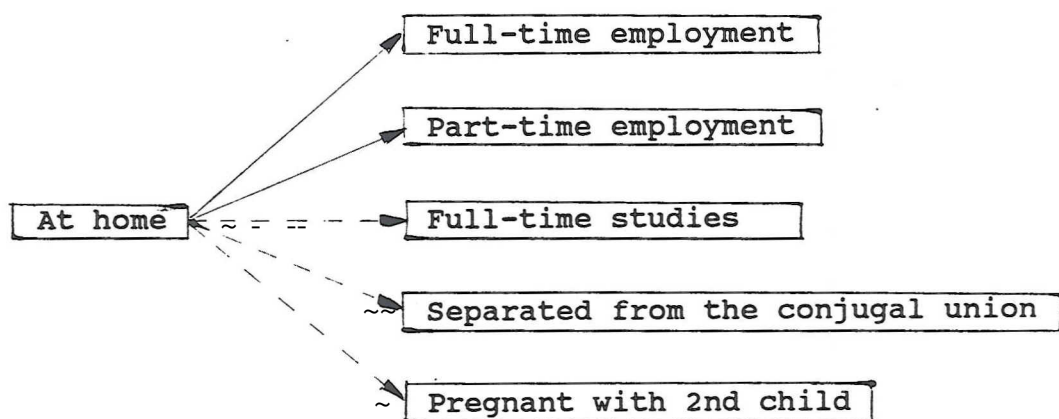 Full-time employment
Part-time employment
At home
Full-time studies
Separated from the conjugal union
Pregnant with 2nd child